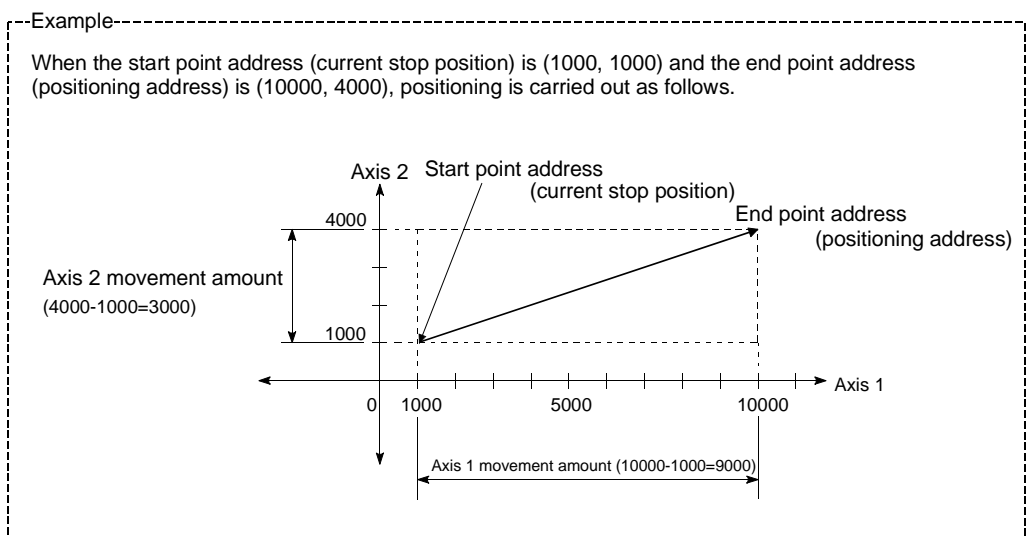 Example
When the start point address (current stop position) is (1000, 1000) and the end point address
(positioning address) is (10000, 4000), positioning is carried out as follows.
Axis 2
Start point address
(current stop position)
4000
End point address
(positioning address)
Axis 2 movement amount
(4000-1000=3000)
1000
Axis 1
0
1000
5000
10000
Axis 1 movement amount (10000-1000=9000)